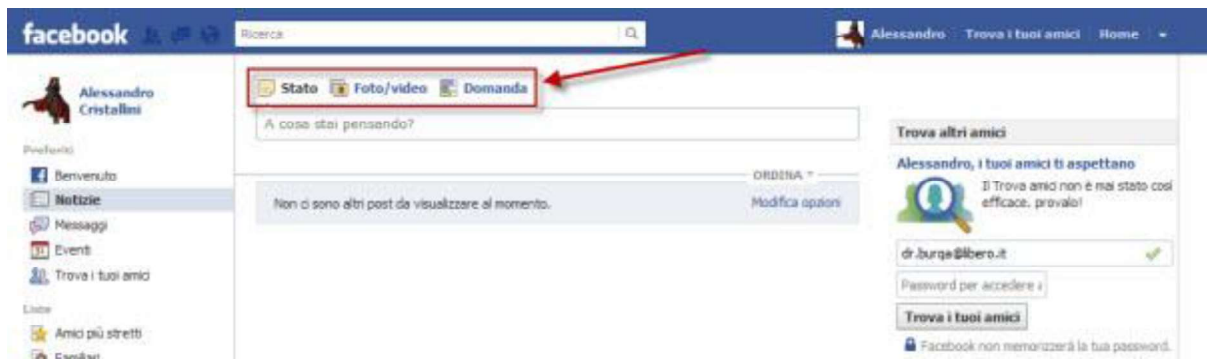 facebook
Ricerca
Alessandro Trova i tuoi amici Home
Alessandro
Cristallini
Preferiti
Benvenuto
Notizie
Messaggi
Eventi
Trova i tuoi amici
Liste
Amici più stretti
Familiari
Stato Foto/video Domanda
A cosa stai pensando?
ORDINA
Non ci sono altri post da visualizzare al momento.
Modifica opzioni
Trova altri amici
Alessandro, i tuoi amici ti aspettano
Il Trova amici non è mai stato così
efficace, provalo!
dr.burqa@libero.it
Password per accedere a
Trova i tuoi amici
Facebook non memorizzerà la tua password.